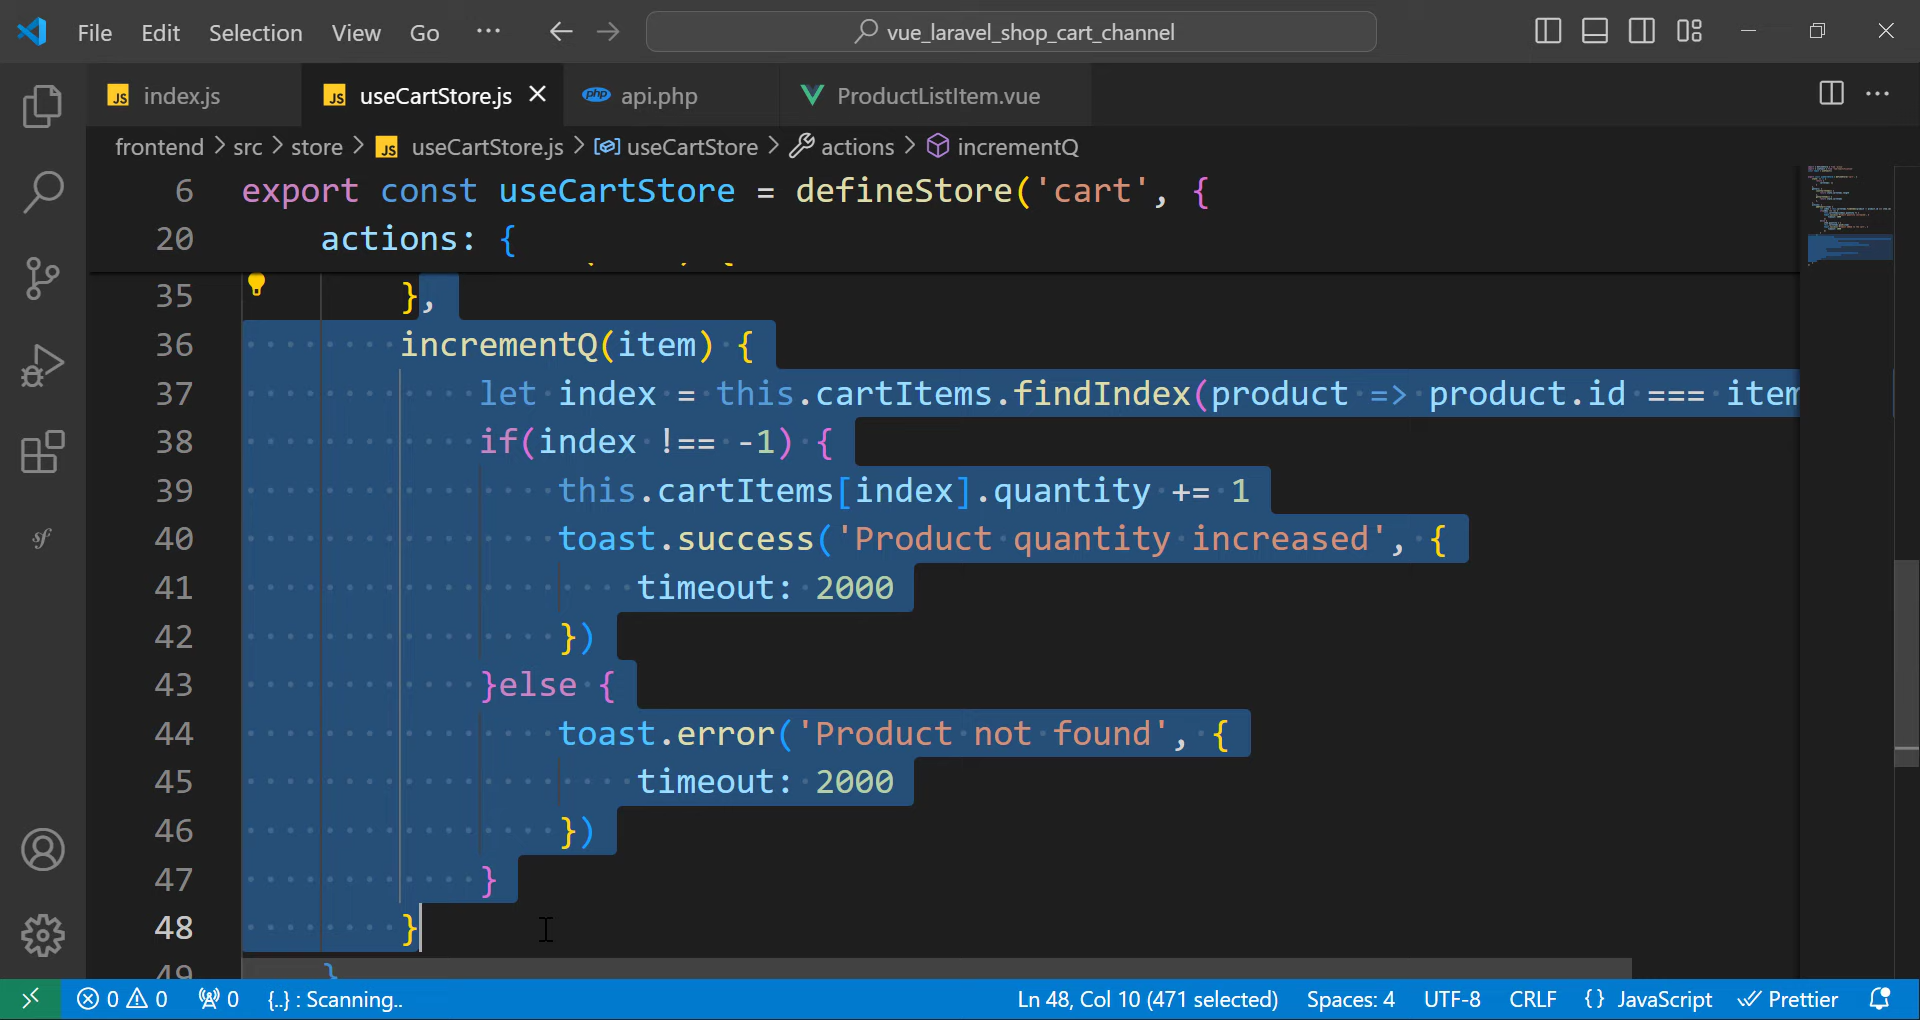 File Edit Selection View Go ··· vue_laravel_shop_cart_channel
JS index.js JS useCartStore.js php api.php ProductListItem.vue ···
frontend > src > store > JS useCartStore.js > useCartStore > actions > incrementQ
6 export const useCartStore = defineStore('cart', {
20 actions: {
35 },
36 incrementQ(item) {
37 let index = this.cartItems.findIndex(product => product.id === item
38 if(index !== -1) {
39 this.cartItems[index].quantity += 1
40 toast.success('Product quantity increased', {
41 timeout: 2000
42 })
43 }else {
44 toast.error('Product not found', {
45 timeout: 2000
46 })
47 }
48 }
49 }
0 0 0 {..} : Scanning.. Ln 48, Col 10 (471 selected) Spaces: 4 UTF-8 CRLF {} JavaScript Prettier